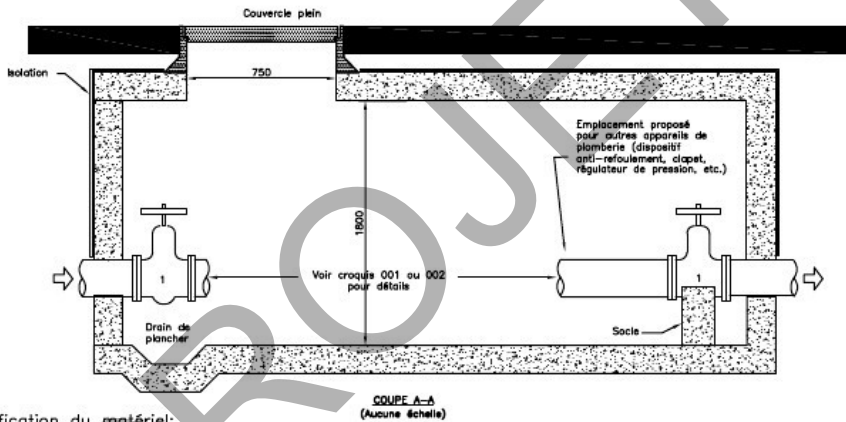 Couvercle plein
Isolation
750
Emplacement proposé
pour autres appareils de
plomberie (dispositif
anti-refoulement, clapet,
régulateur de pression, etc.)
1800
1
1
Voir croquis 001 ou 002
pour détails
Drain de
plancher
Socle
COUPE A-A
(Aucune échelle)
fication du matériel:
ROJE